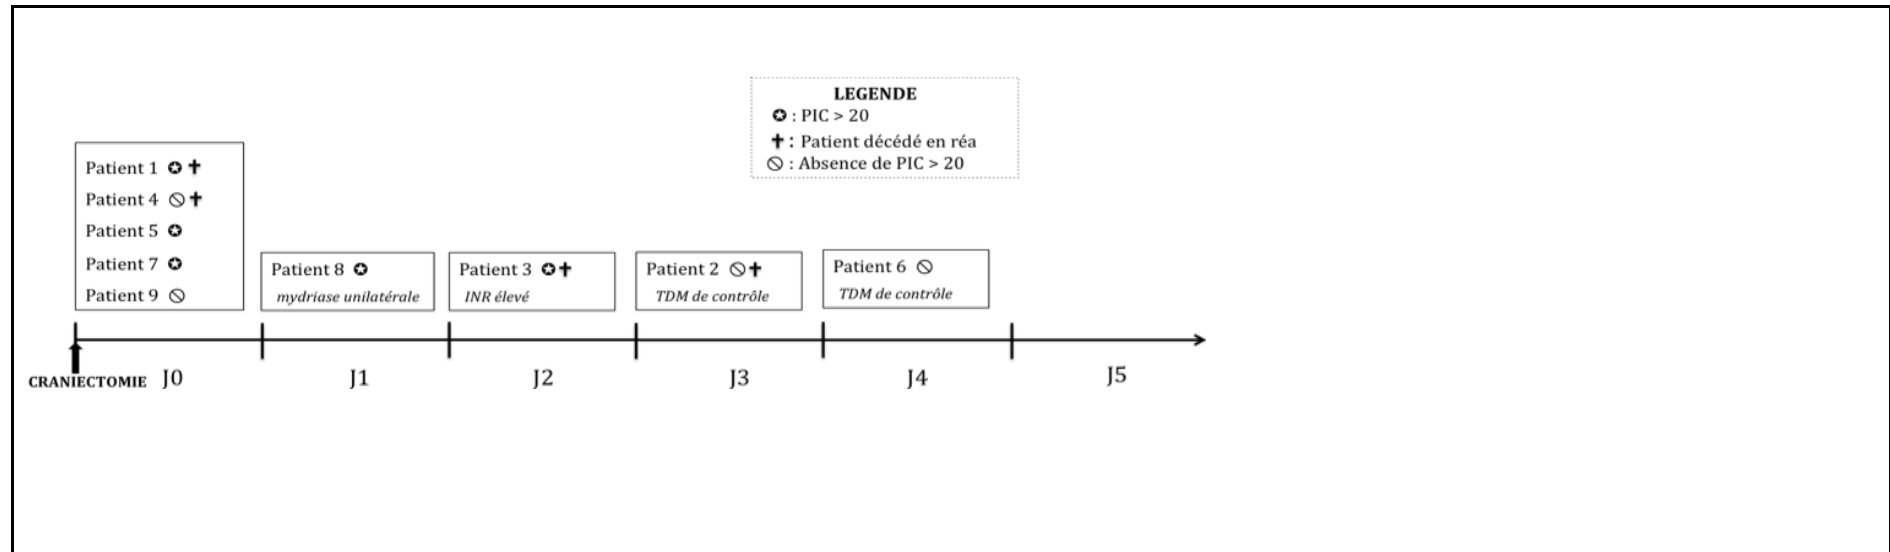 LEGENDE
✪ : PIC > 20
✝ : Patient décédé en réa
🛇 : Absence de PIC > 20
Patient 1 ✪ ✝
Patient 4 🛇 ✝
Patient 5 ✪
Patient 7 ✪
Patient 9 🛇
Patient 8 ✪
mydriase unilatérale
Patient 3 ✪ ✝
INR élevé
Patient 2 🛇 ✝
TDM de contrôle
Patient 6 🛇
TDM de contrôle
CRANIECTOMIE J0 J1 J2 J3 J4 J5